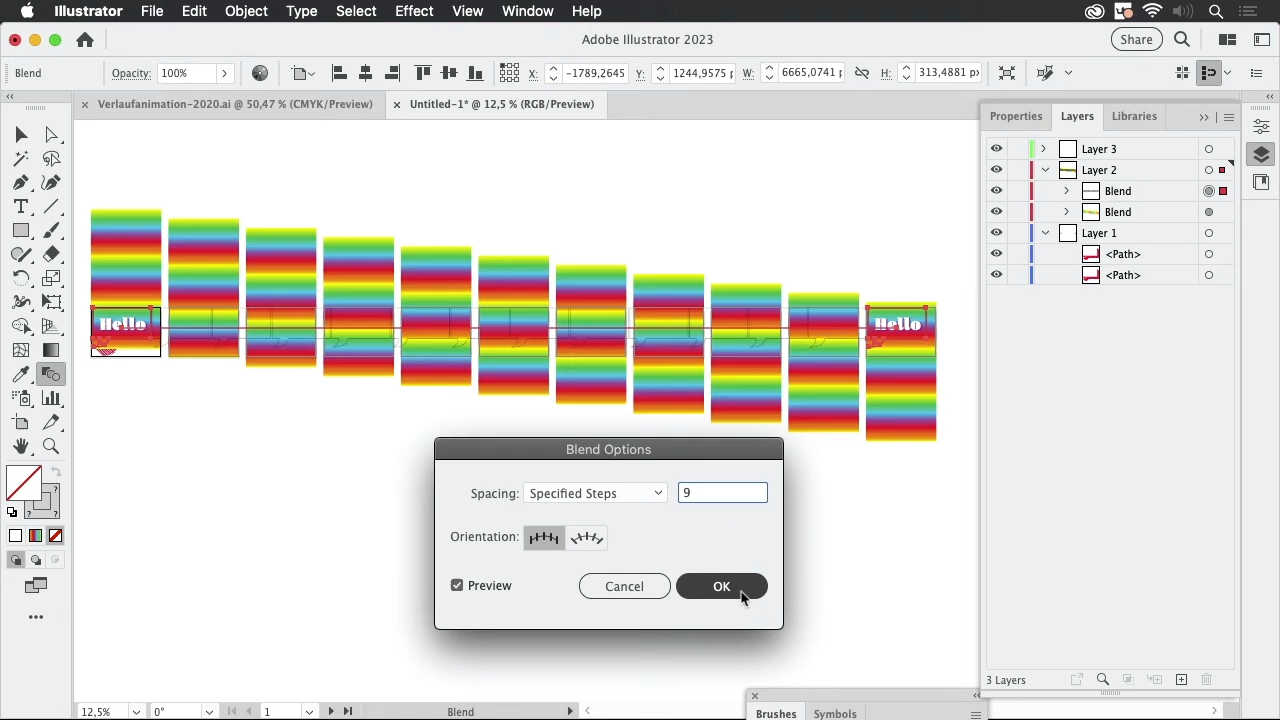 Illustrator File Edit Object Type Select Effect View Window Help
Adobe Illustrator 2023
Share
Blend Opacity: 100% X: -1789,2645 Y: W: 6665,0741 H: 313,4881 px
Verlaufanimation-2020.ai @ 50,47 % (CMYK/Preview)
Untitled-1* @ 12,5 % (RGB/Preview)
Properties Layers Libraries
Layer 3
Layer 2
Blend
Blend
Layer 1
<Path>
<Path>
Hello Hello
Blend Options
Spacing: Specified Steps 9
Orientation:
Preview Cancel OK
3 Layers
12,5% 0° 1 Blend
Brushes Symbols